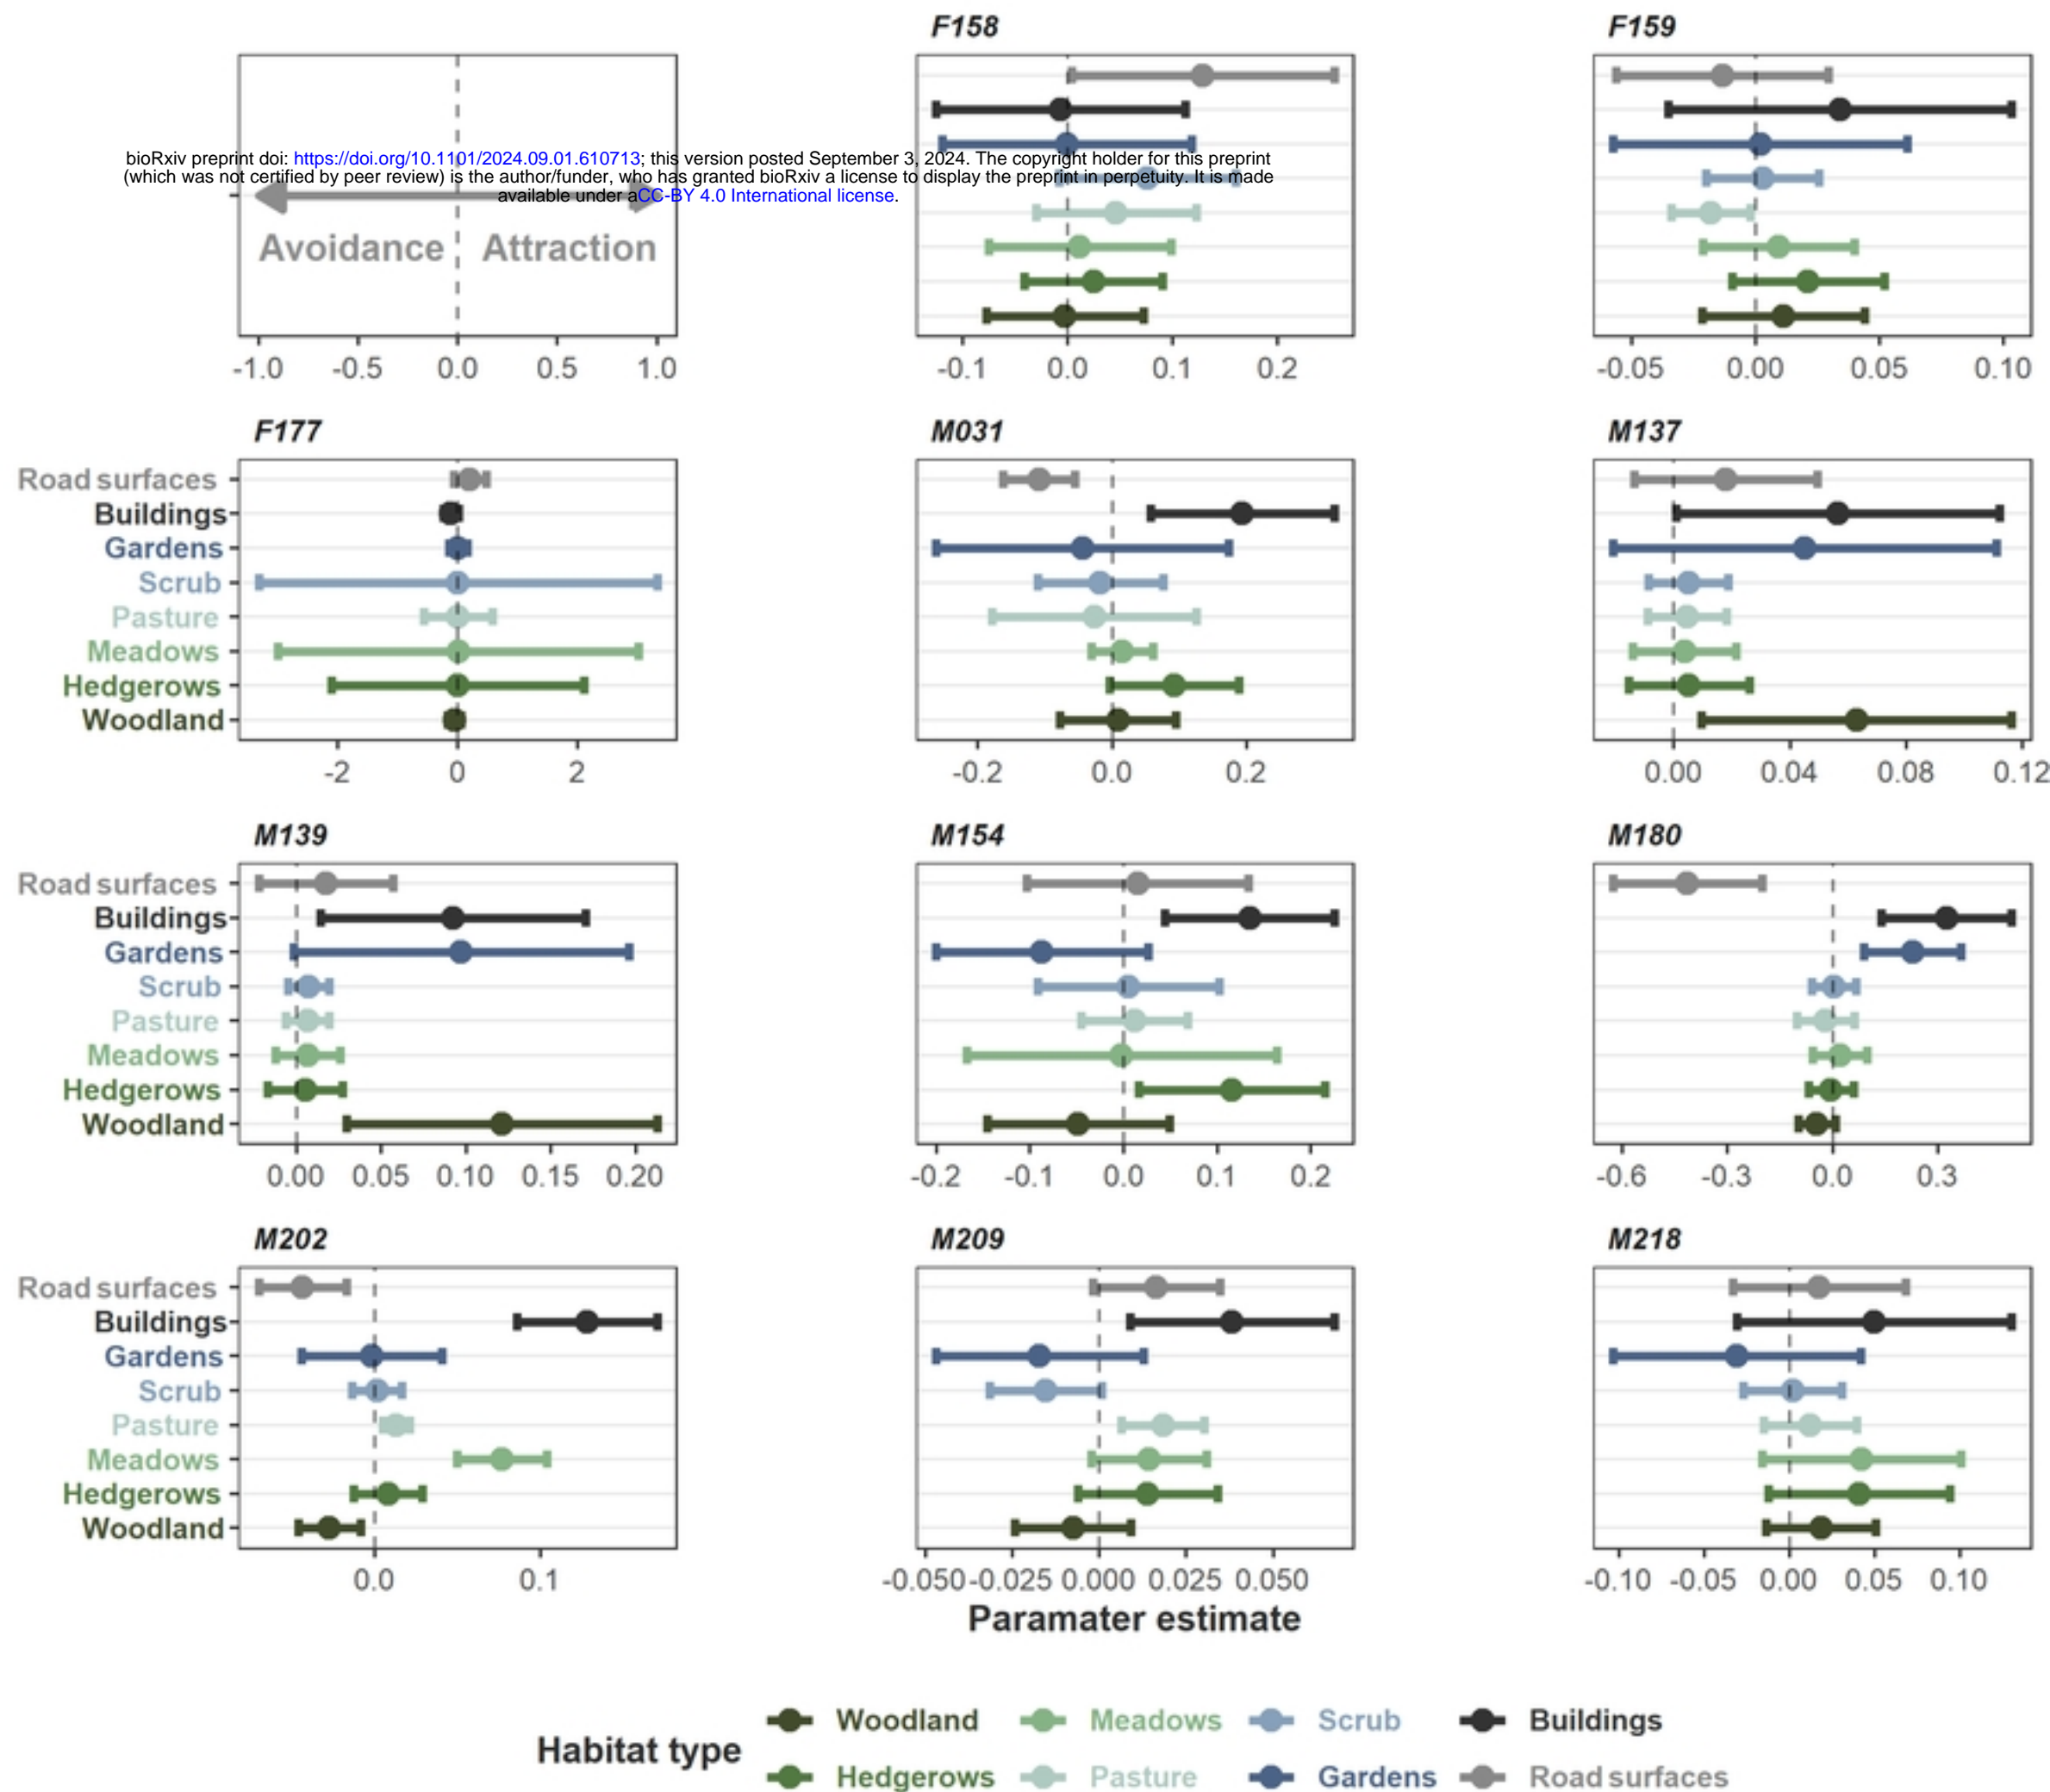 F158
F159
bioRxiv preprint doi: https://doi.org/10.1101/2024.09.01.610713; this version posted September 3, 2024. The copyright holder for this preprint
(which was not certified by peer review) is the author/funder, who has granted bioRxiv a license to display the preprint in perpetuity. It is made
available under aCC-BY 4.0 International license.
Avoidance Attraction
-1.0 -0.5 0.0 0.5 1.0
-0.1 0.0 0.1 0.2
-0.05 0.00 0.05 0.10
F177
M031
M137
Road surfaces
Buildings
Gardens
Scrub
Pasture
Meadows
Hedgerows
Woodland
-2 0 2
-0.2 0.0 0.2
0.00 0.04 0.08 0.12
M139
M154
M180
Road surfaces
Buildings
Gardens
Scrub
Pasture
Meadows
Hedgerows
Woodland
0.00 0.05 0.10 0.15 0.20
-0.2 -0.1 0.0 0.1 0.2
-0.6 -0.3 0.0 0.3
M202
M209
M218
Road surfaces
Buildings
Gardens
Scrub
Pasture
Meadows
Hedgerows
Woodland
0.0 0.1
-0.050 -0.025 0.000 0.025 0.050
-0.10 -0.05 0.00 0.05 0.10
Paramater estimate
Habitat type
Woodland Meadows Scrub Buildings
Hedgerows Pasture Gardens Road surfaces